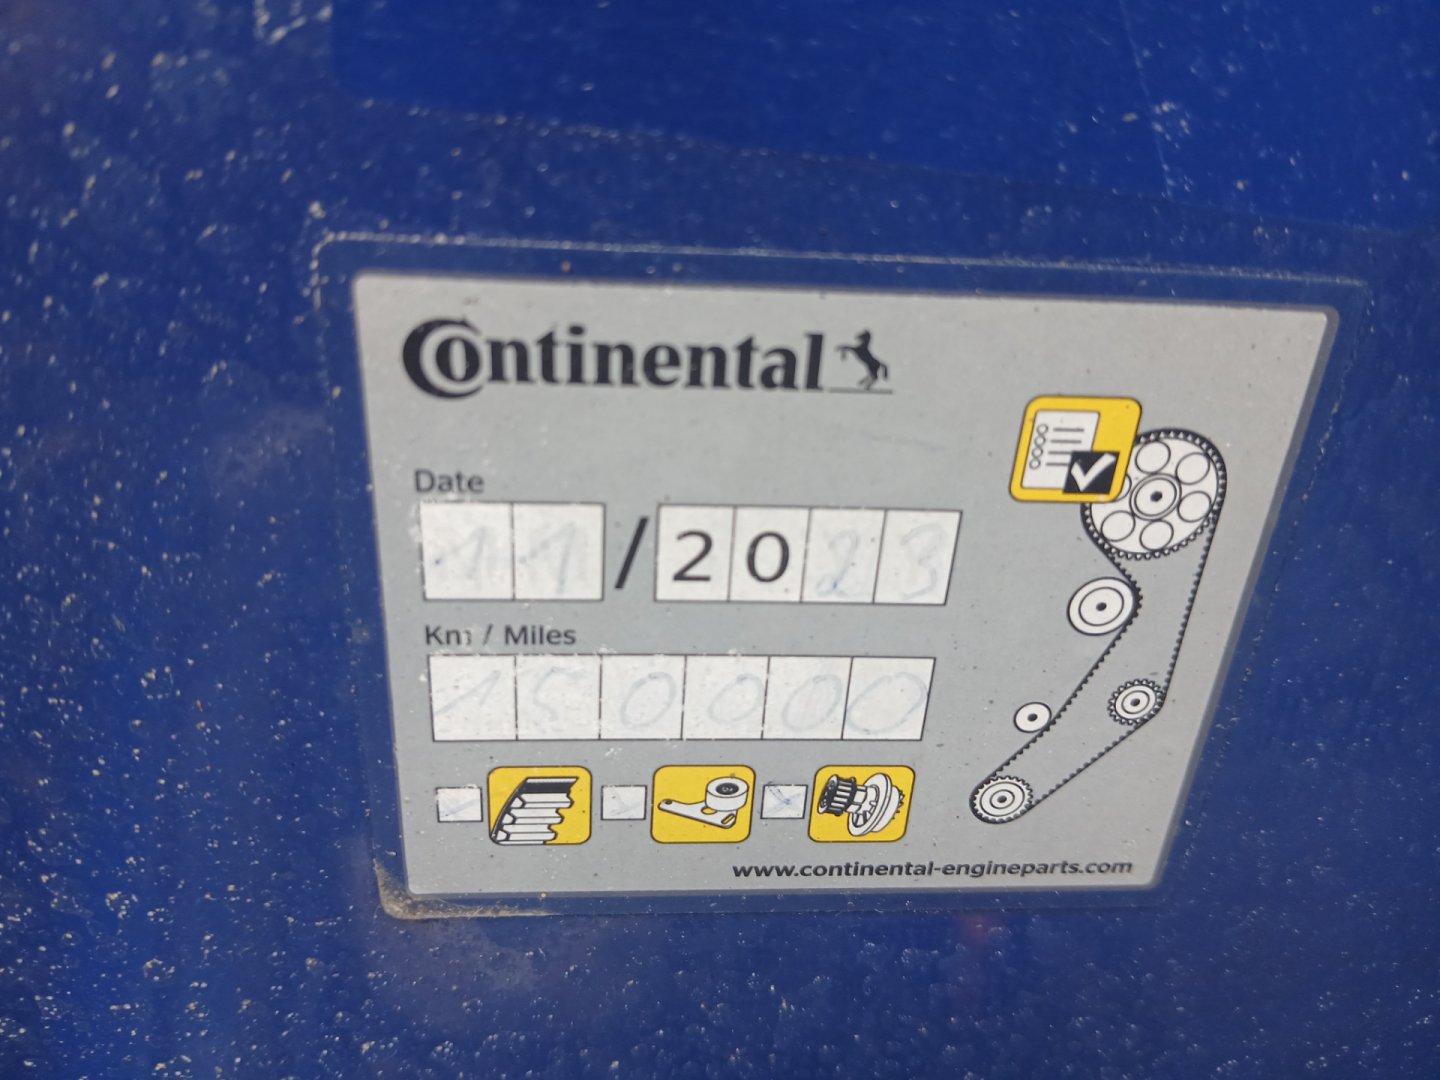 Continental
Date
11/2023
Km / Miles
150000
www.continental-engineparts.com